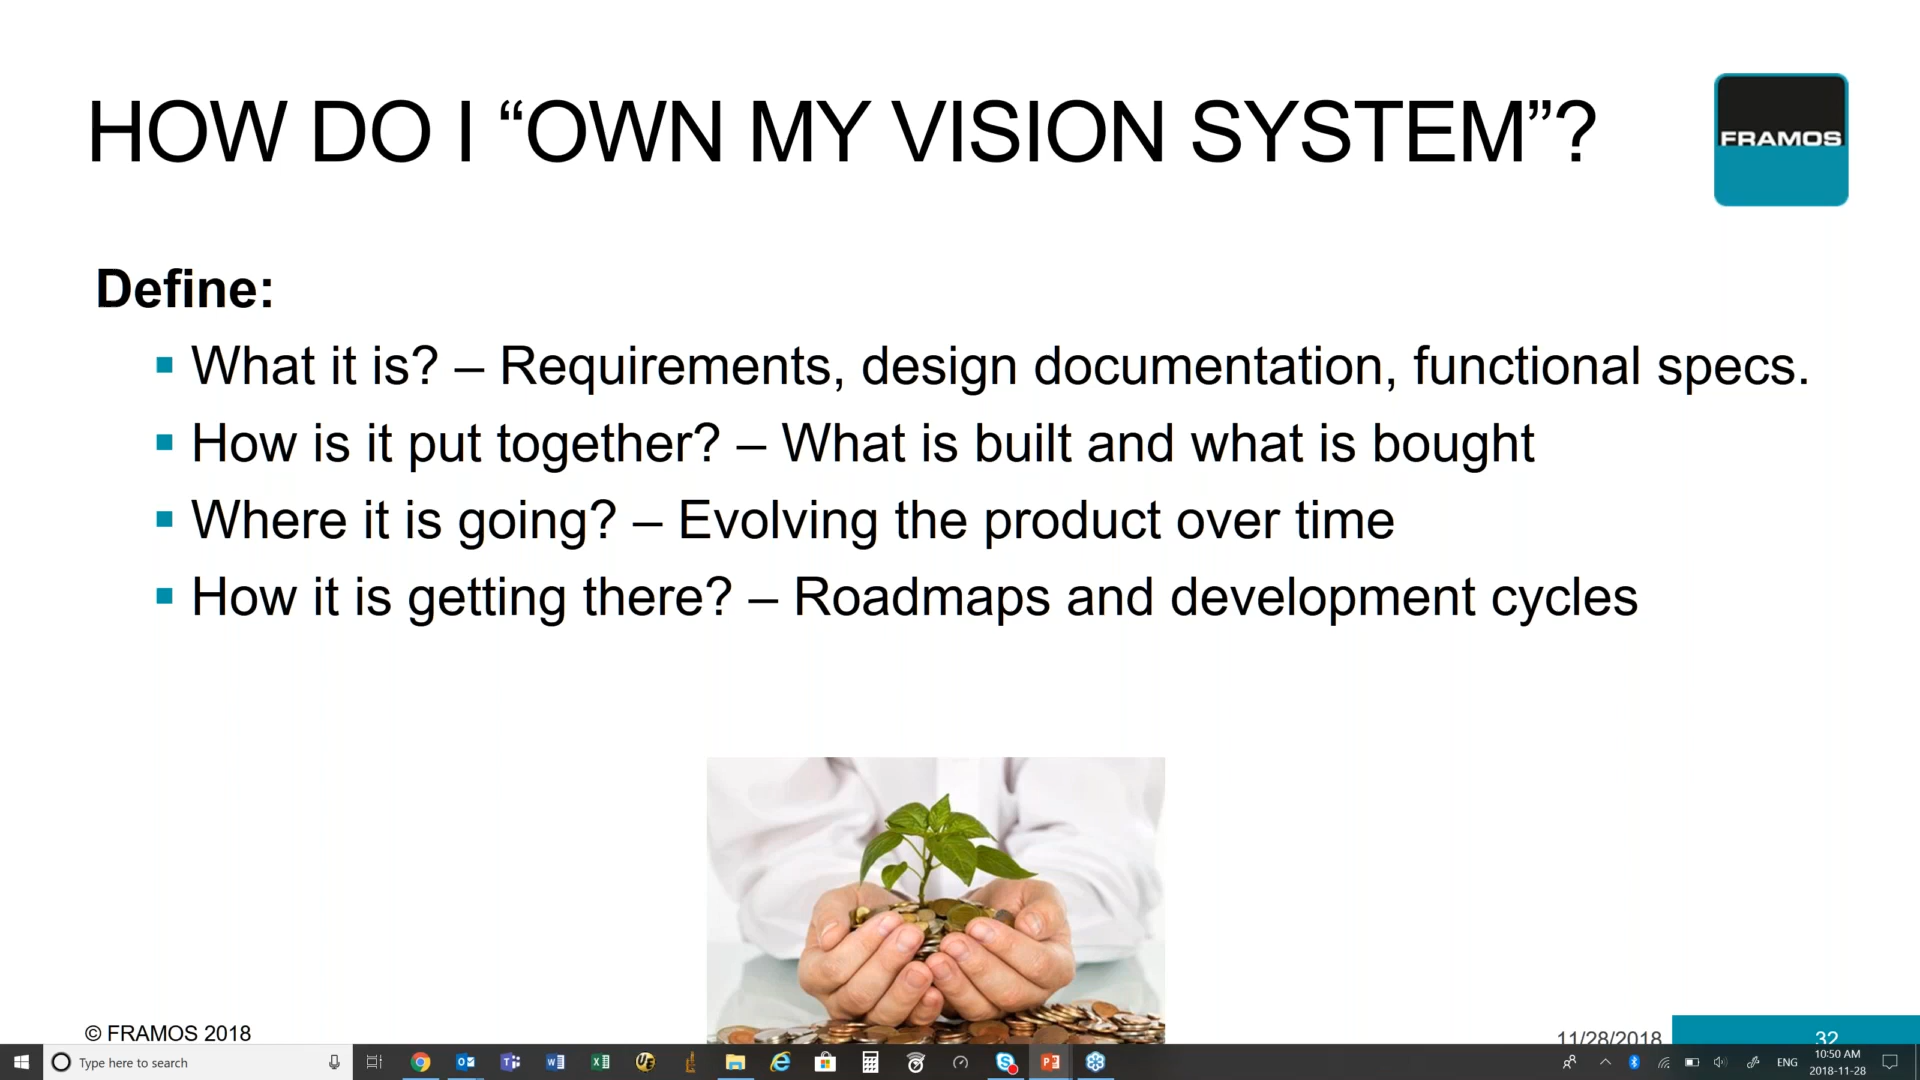 HOW DO I “OWN MY VISION SYSTEM”?
FRAMOS
Define:
What it is? – Requirements, design documentation, functional specs.
How is it put together? – What is built and what is bought
Where it is going? – Evolving the product over time
How it is getting there? – Roadmaps and development cycles
© FRAMOS 2018
11/28/2018
32
Type here to search
ENG
10:50 AM
2018-11-28